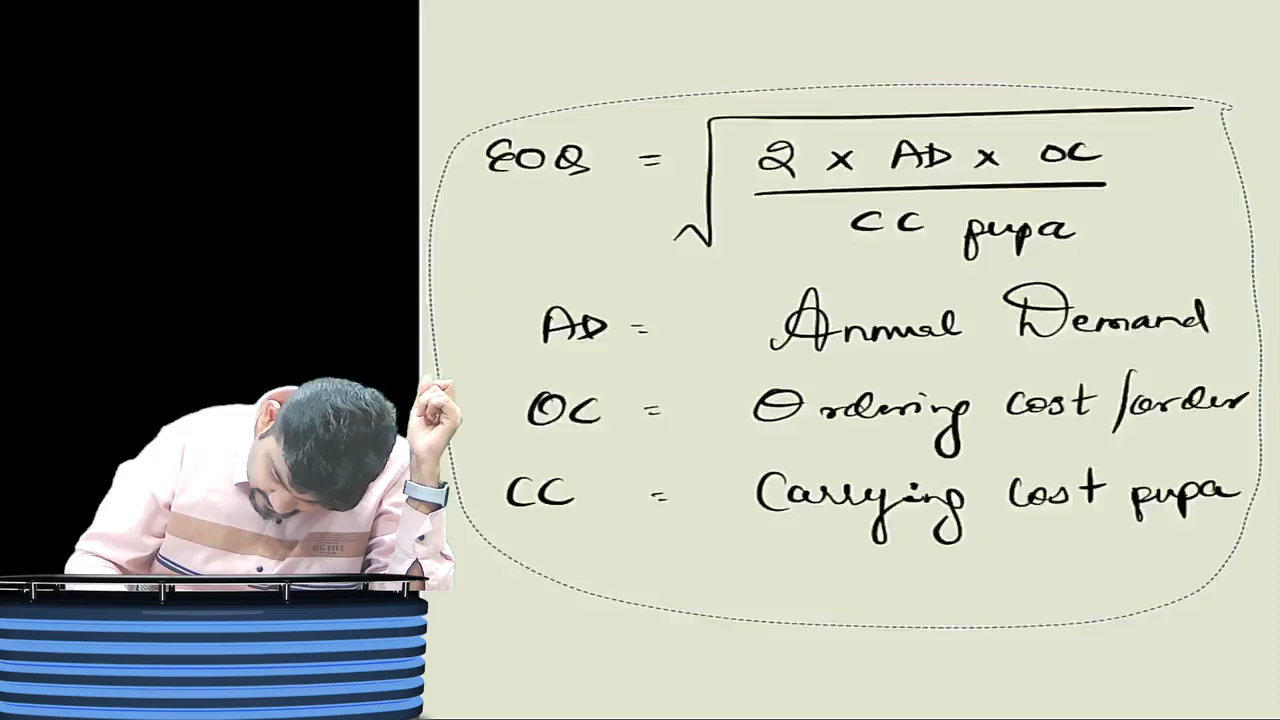 EOQ = √ 2 × AD × OC
CC pupa
AD = Annual Demand
OC = Ordering cost/order
CC = Carrying cost pupa